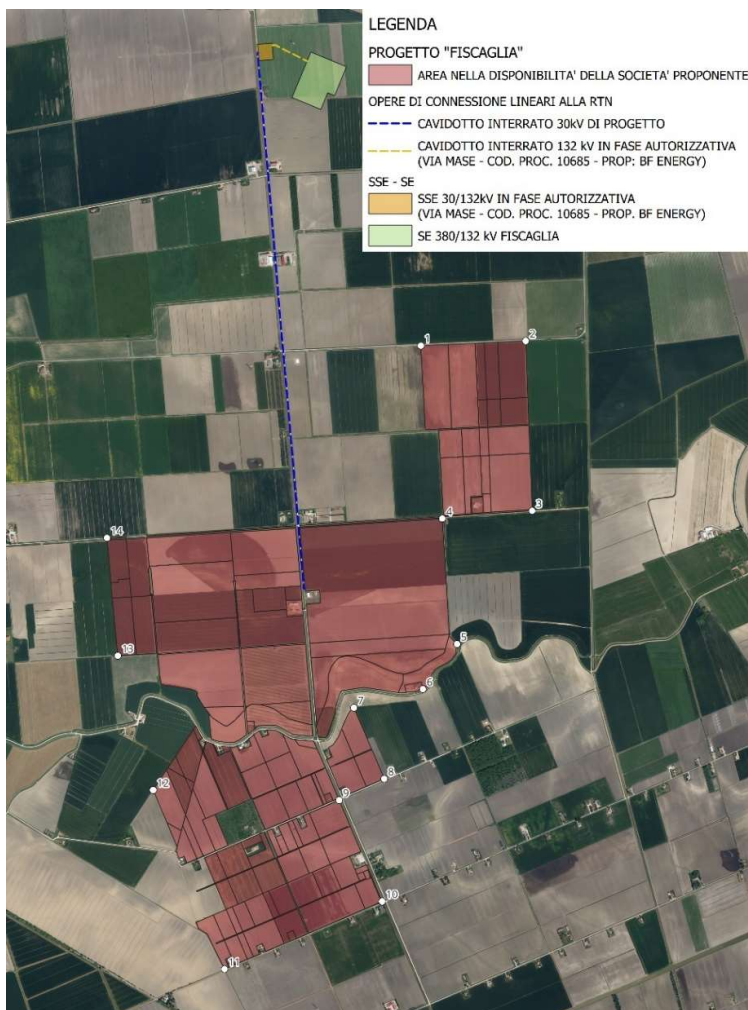 LEGENDA
PROGETTO "FISCAGLIA"
AREA NELLA DISPONIBILITA' DELLA SOCIETA' PROPONENTE
OPERE DI CONNESSIONE LINEARI ALLA RTN
CAVIDOTTO INTERRATO 30kV DI PROGETTO
CAVIDOTTO INTERRATO 132 kV IN FASE AUTORIZZATIVA
(VIA MASE - COD. PROC. 10685 - PROP: BF ENERGY)
SSE - SE
SSE 30/132kV IN FASE AUTORIZZATIVA
(VIA MASE - COD. PROC. 10685 - PROP. BF ENERGY)
SE 380/132 kV FISCAGLIA
1
2
3
4
14
5
13
6
7
8
12
9
10
11